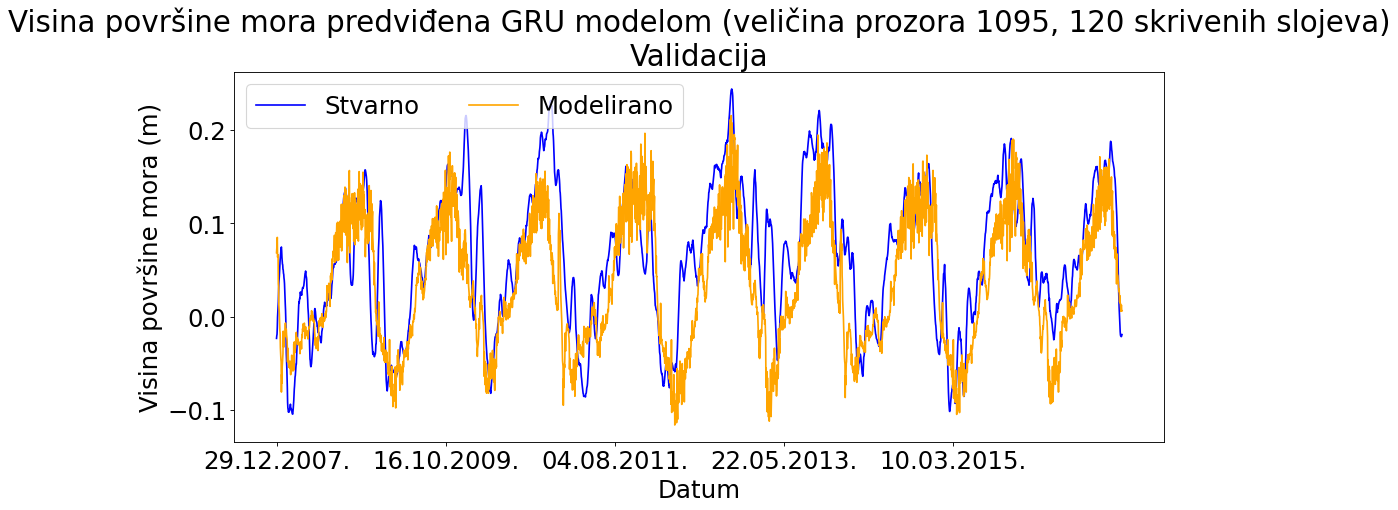 Visina površine mora predviđena GRU modelom (veličina prozora 1095, 120 skrivenih slojeva)
Validacija
Stvarno
Modelirano
Visina površine mora (m)
0.2
0.1
0.0
−0.1
29.12.2007.
16.10.2009.
04.08.2011.
22.05.2013.
10.03.2015.
Datum